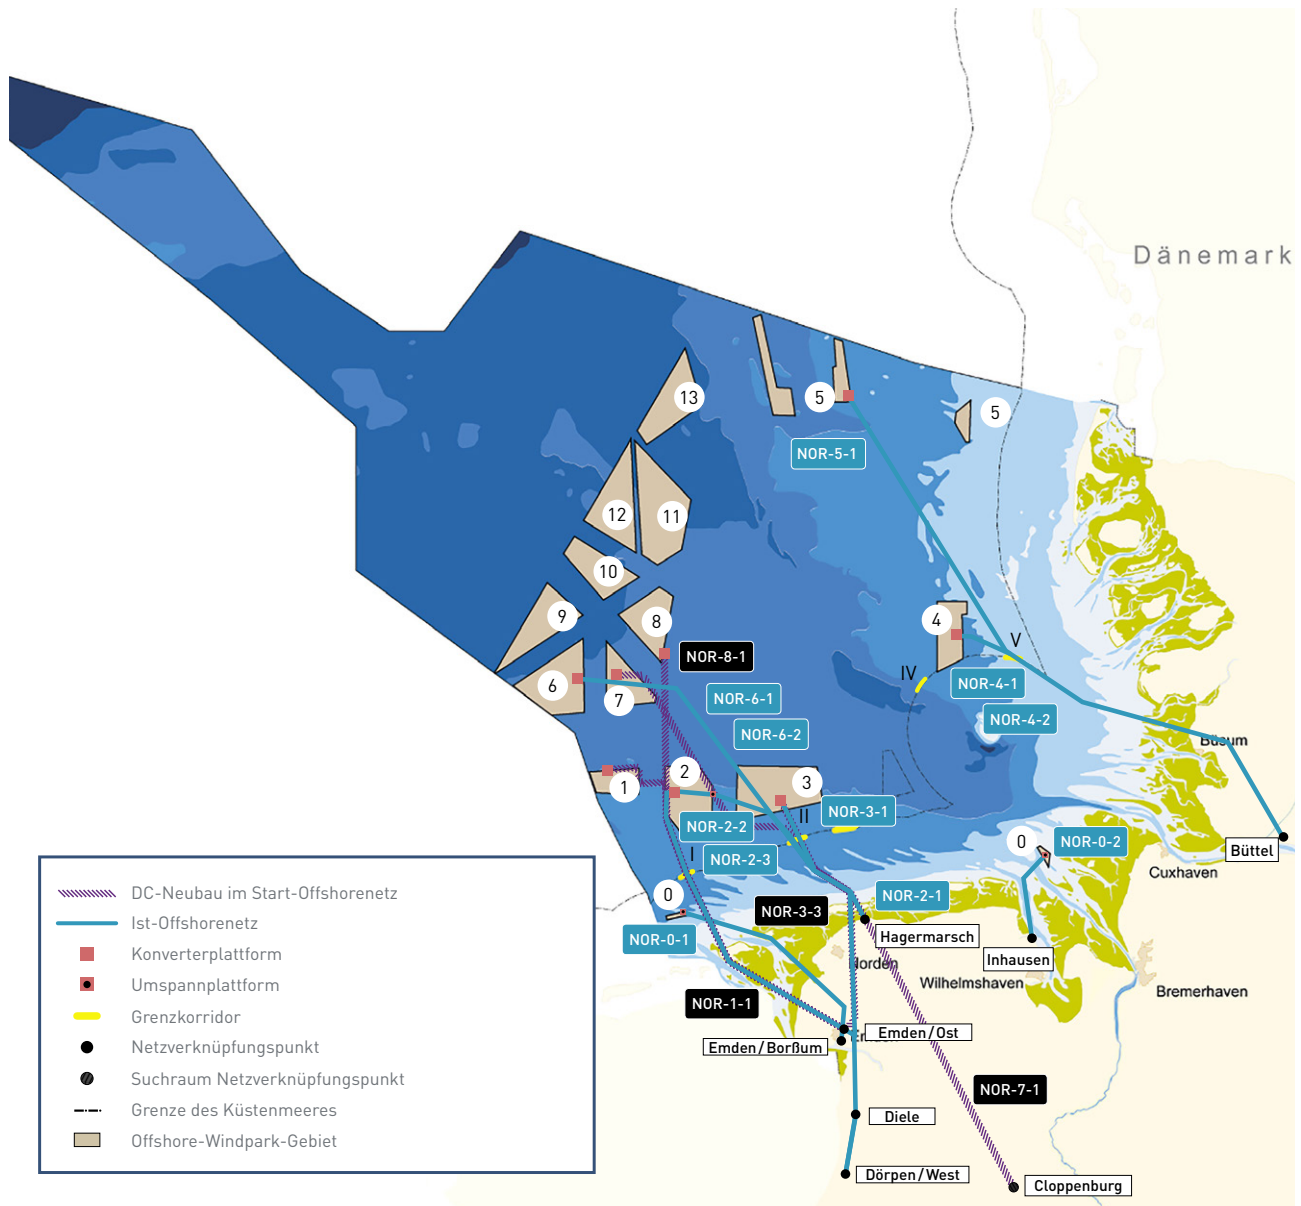 Dänemark
13
5
5
NOR-5-1
12
11
10
9
8
4
V
NOR-8-1
IV
6
7
NOR-6-1
NOR-4-1
NOR-4-2
NOR-6-2
Büsum
1
2
3
II
NOR-3-1
NOR-2-2
NOR-2-3
I
0
NOR-0-2
Büttel
Cuxhaven
0
NOR-3-3
NOR-2-1
NOR-0-1
Hagermarsch
Norden
Inhausen
Wilhelmshaven
Bremerhaven
NOR-1-1
Emden/Ost
Emden
Emden/Borßum
NOR-7-1
Diele
Dörpen/West
Cloppenburg
DC-Neubau im Start-Offshorenetz
Ist-Offshorenetz
Konverterplattform
Umspannplattform
Grenzkorridor
Netzverknüpfungspunkt
Suchraum Netzverknüpfungspunkt
Grenze des Küstenmeeres
Offshore-Windpark-Gebiet